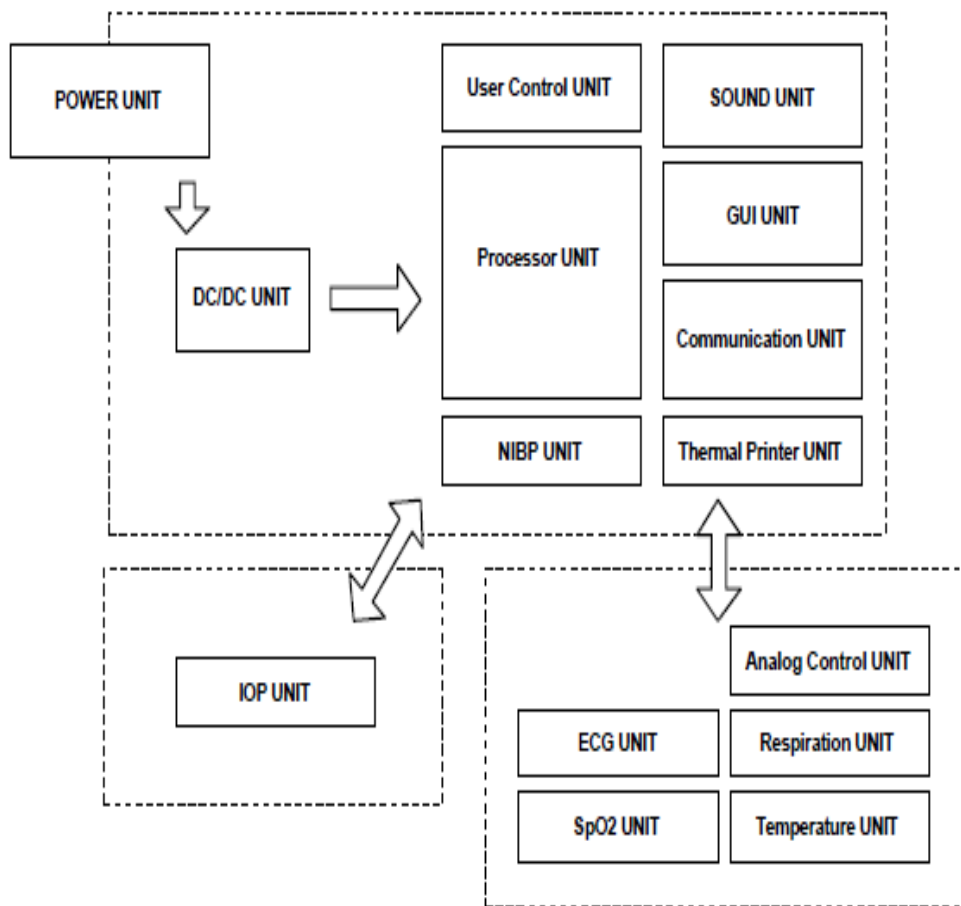 POWER UNIT
User Control UNIT
SOUND UNIT
GUI UNIT
Processor UNIT
DC/DC UNIT
Communication UNIT
NIBP UNIT
Thermal Printer UNIT
IOP UNIT
Analog Control UNIT
ECG UNIT
Respiration UNIT
SpO2 UNIT
Temperature UNIT